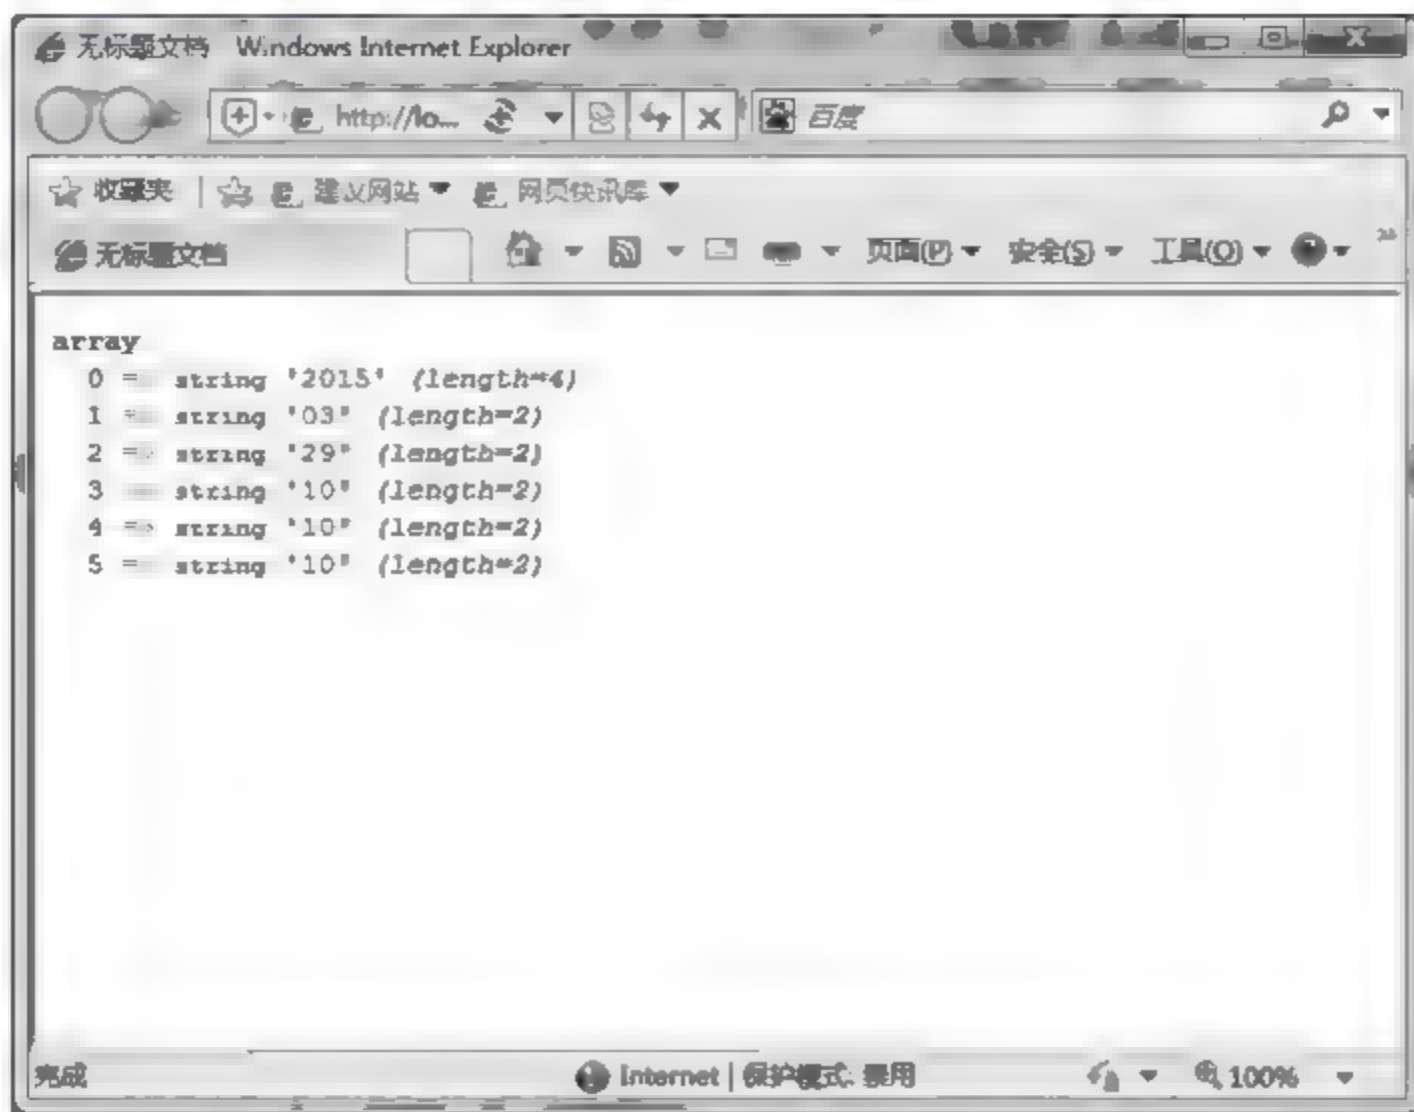 无标题文档 Windows Internet Explorer
http://lo... 百度
收藏夹 建议网站 网页快讯库
无标题文档 页面(P) 安全(S) 工具(O) »
array
0 = string '2015' (length=4)
1 = string '03' (length=2)
2 => string '29' (length=2)
3 = string '10' (length=2)
4 => string '10' (length=2)
5 = string '10' (length=2)
完成 Internet | 保护模式: 禁用 100%